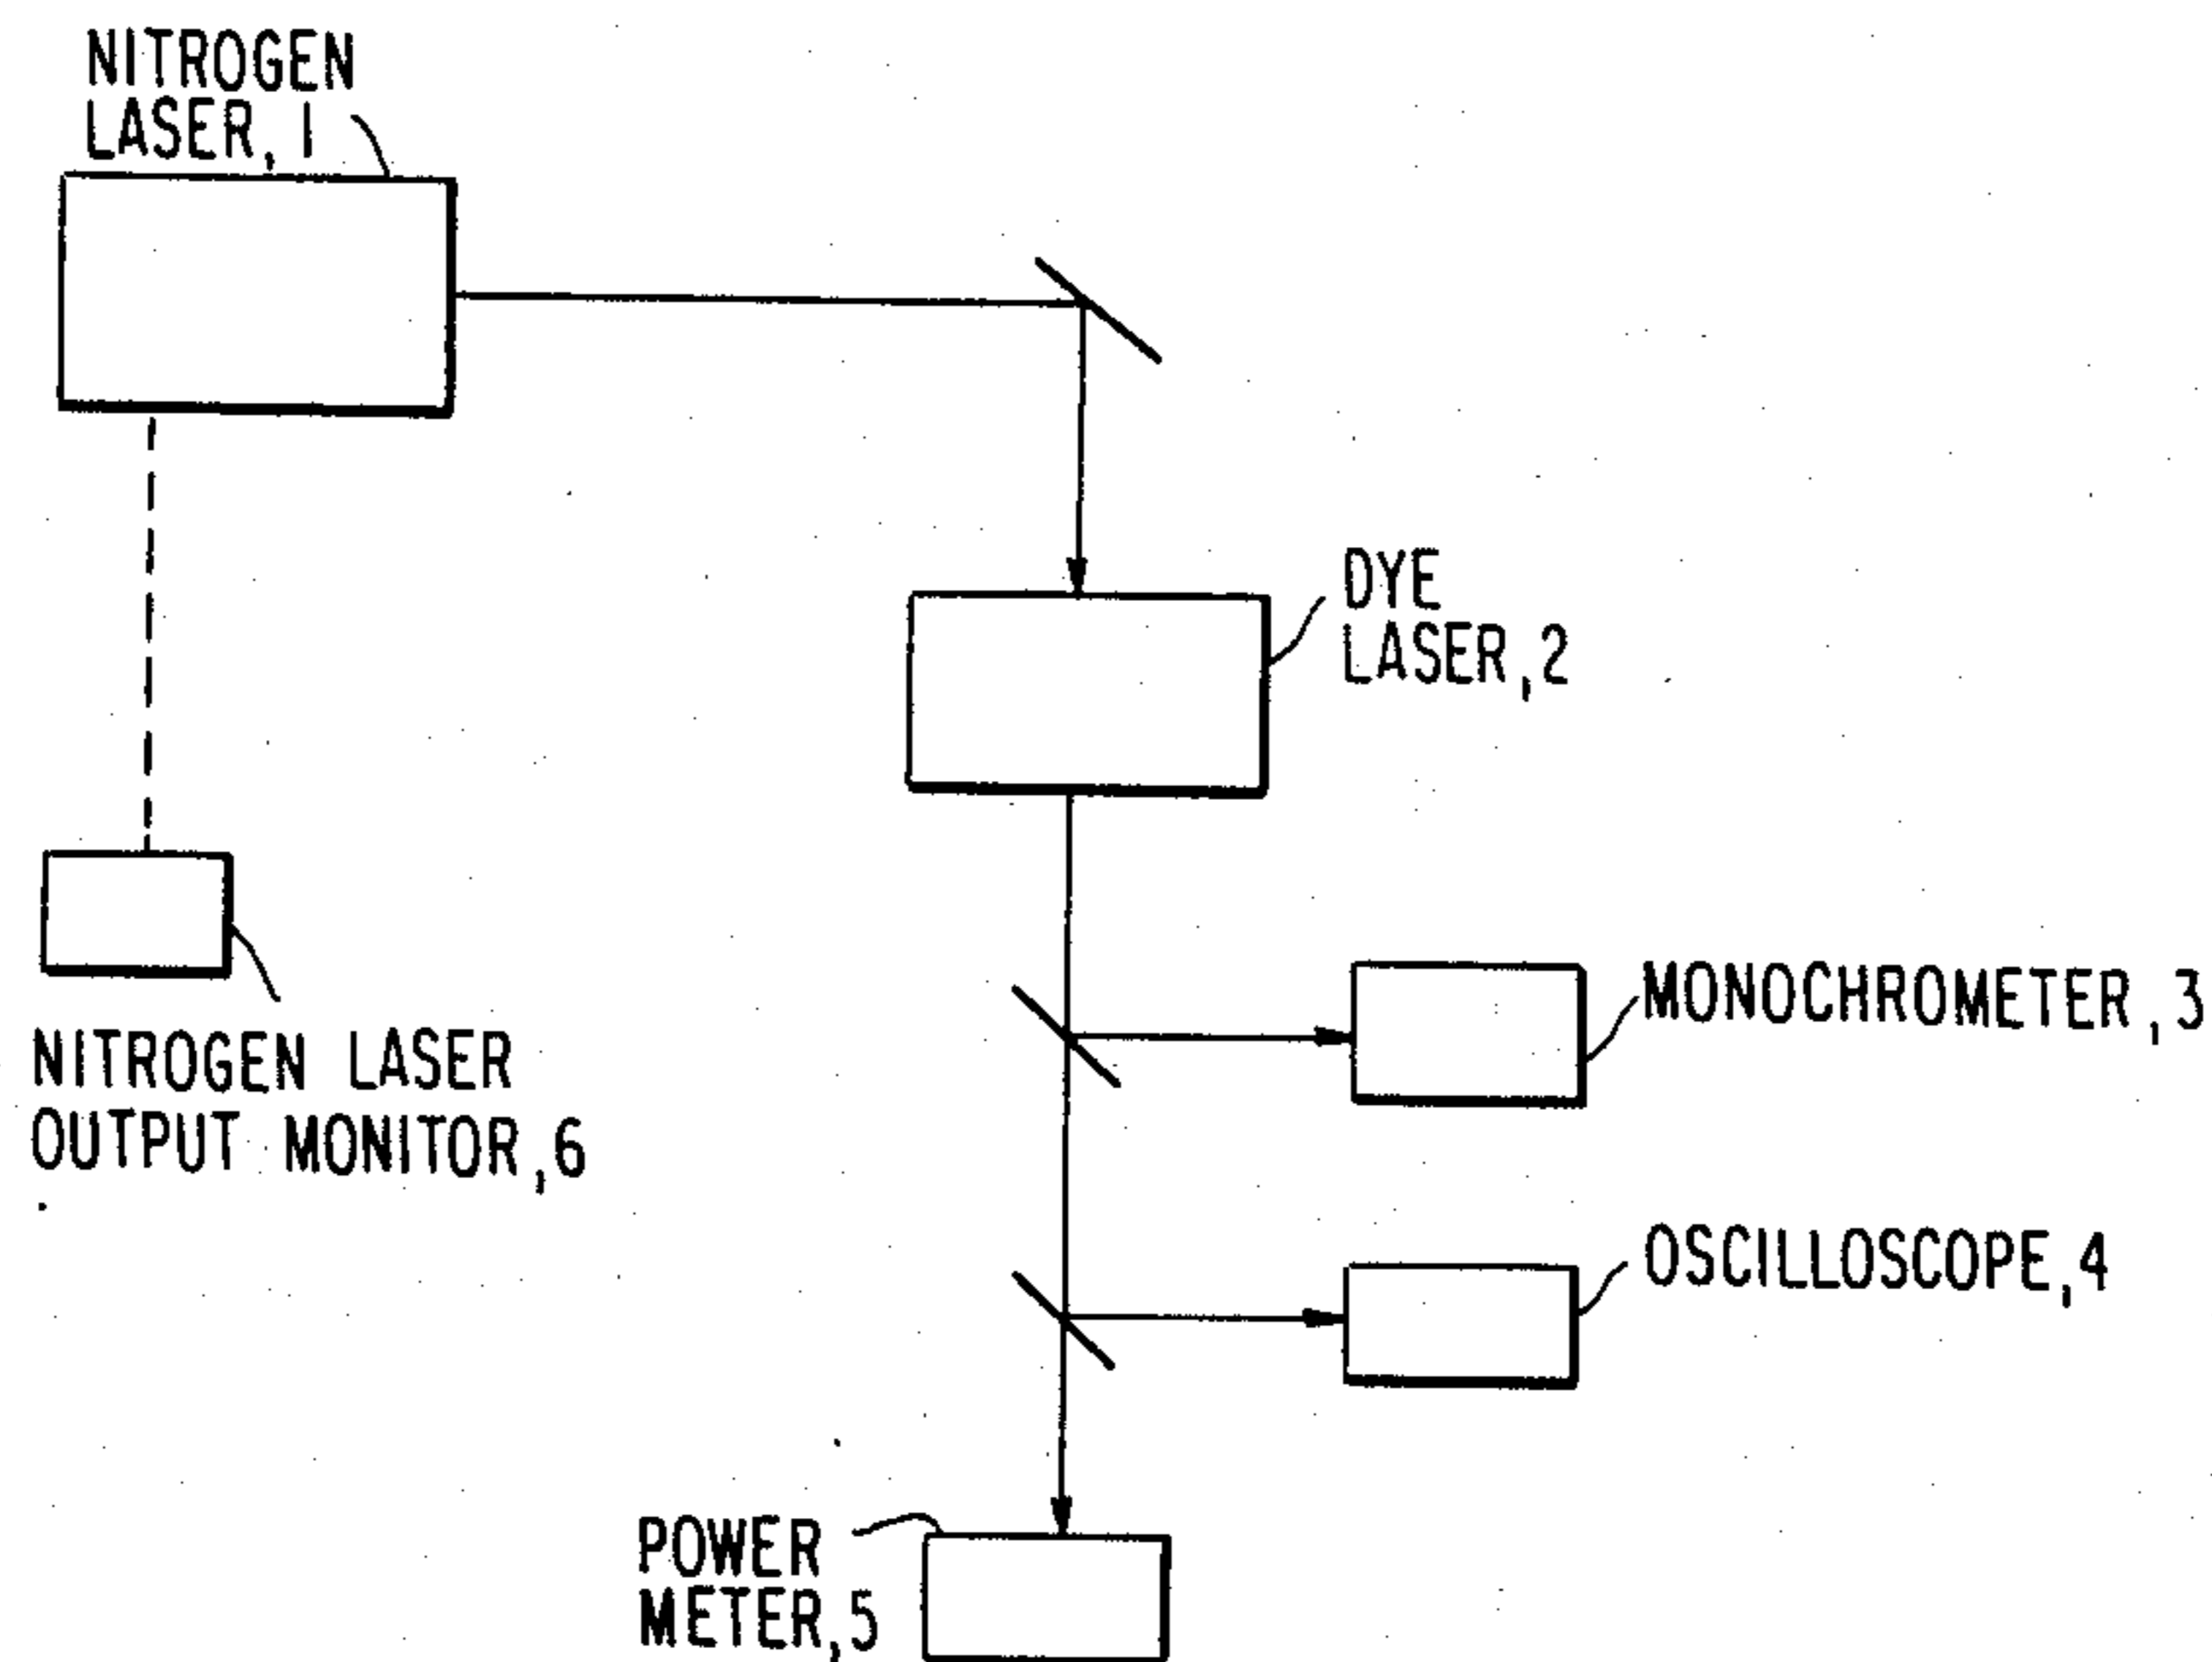 NITROGEN
LASER,1
DYE
LASER,2
MONOCHROMETER,3
NITROGEN LASER
OUTPUT MONITOR,6
OSCILLOSCOPE,4
POWER
METER,5